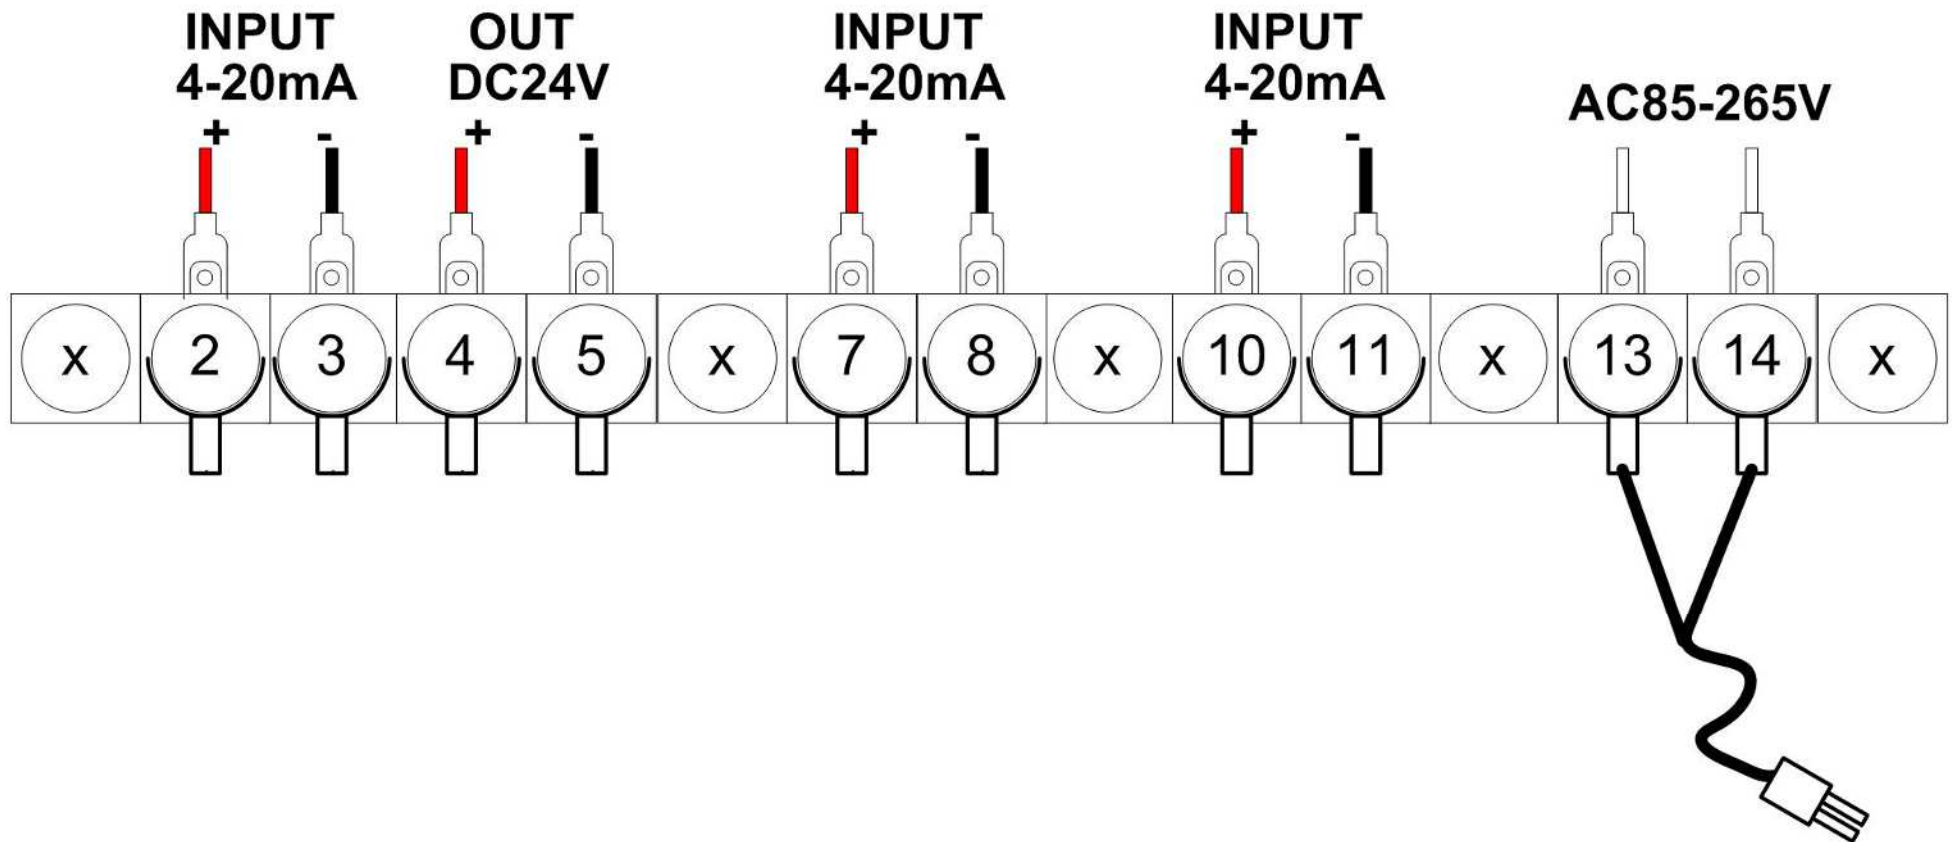 INPUT
4-20mA
+ -
OUT
DC24V
+ -
INPUT
4-20mA
+ -
INPUT
4-20mA
+ -
AC85-265V
x 2 3 4 5 x 7 8 x 10 11 x 13 14 x